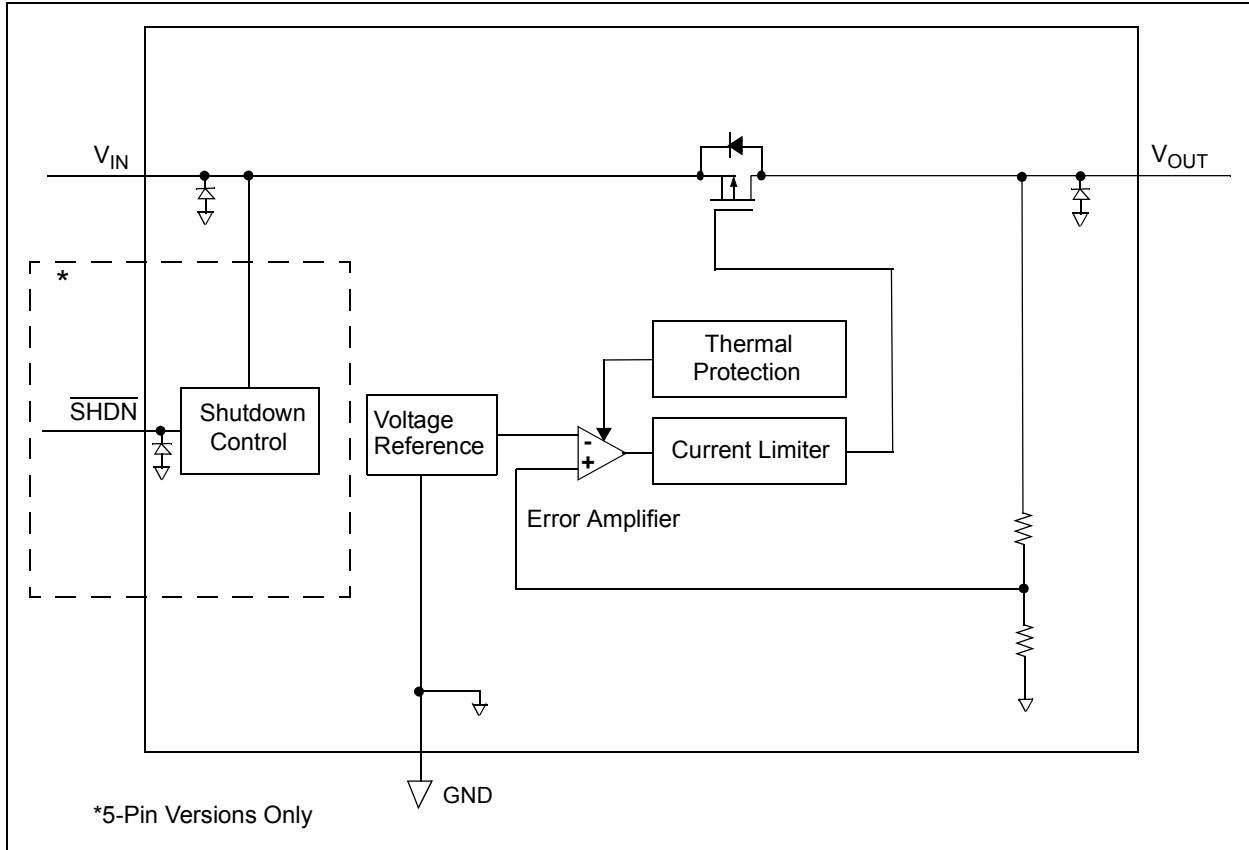 V_IN
V_OUT
*
Thermal
Protection
SHDN
Shutdown
Control
Voltage
Reference
-
+
Current Limiter
Error Amplifier
GND
*5-Pin Versions Only